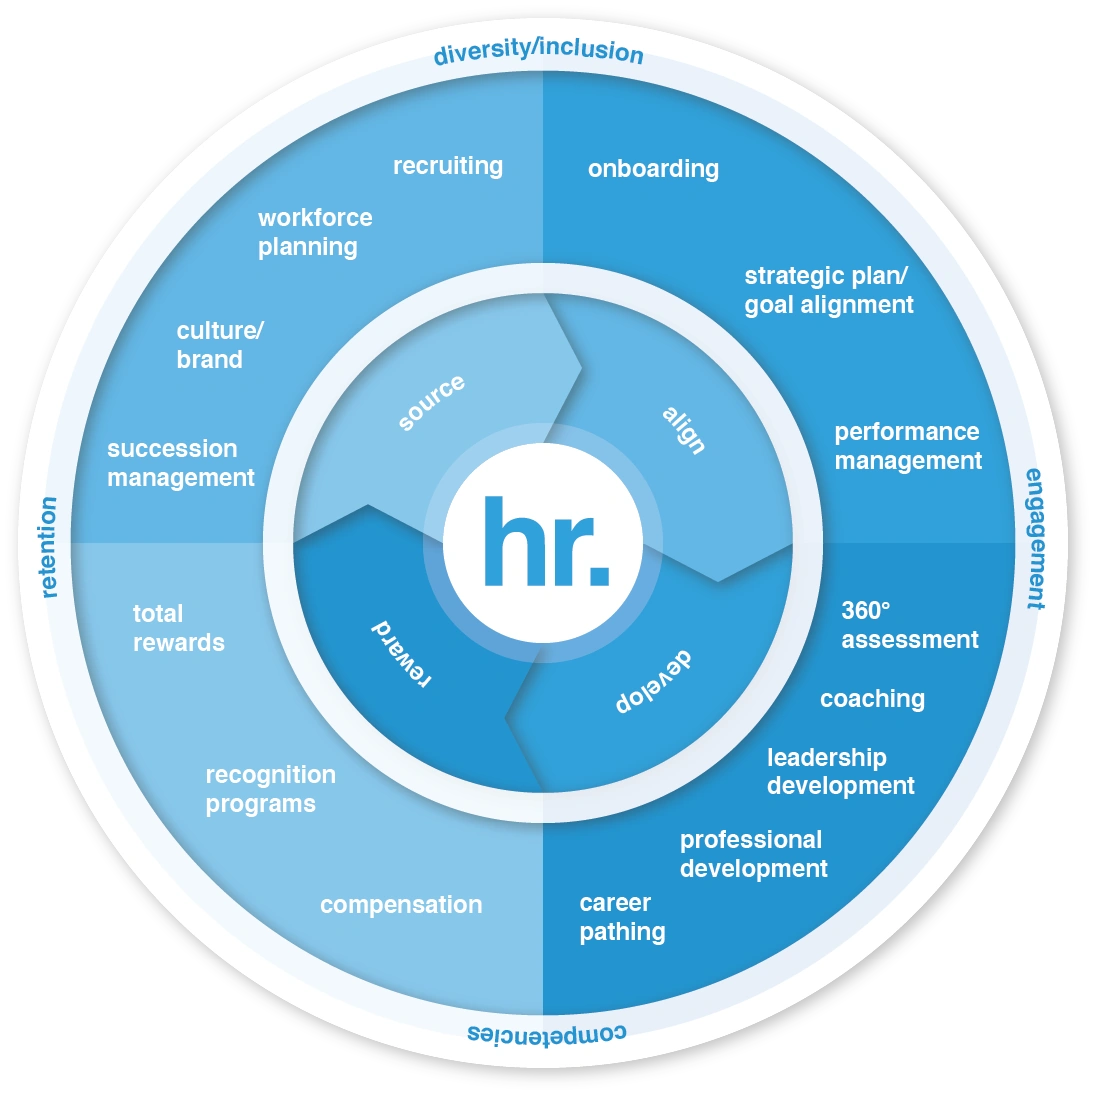 diversity/inclusion
recruiting
onboarding
workforce
planning
strategic plan/
goal alignment
culture/
brand
source
align
succession
management
performance
management
retention
hr.
engagement
total
rewards
360°
assessment
reward
develop
coaching
leadership
development
recognition
programs
professional
development
compensation
career
pathing
competencies